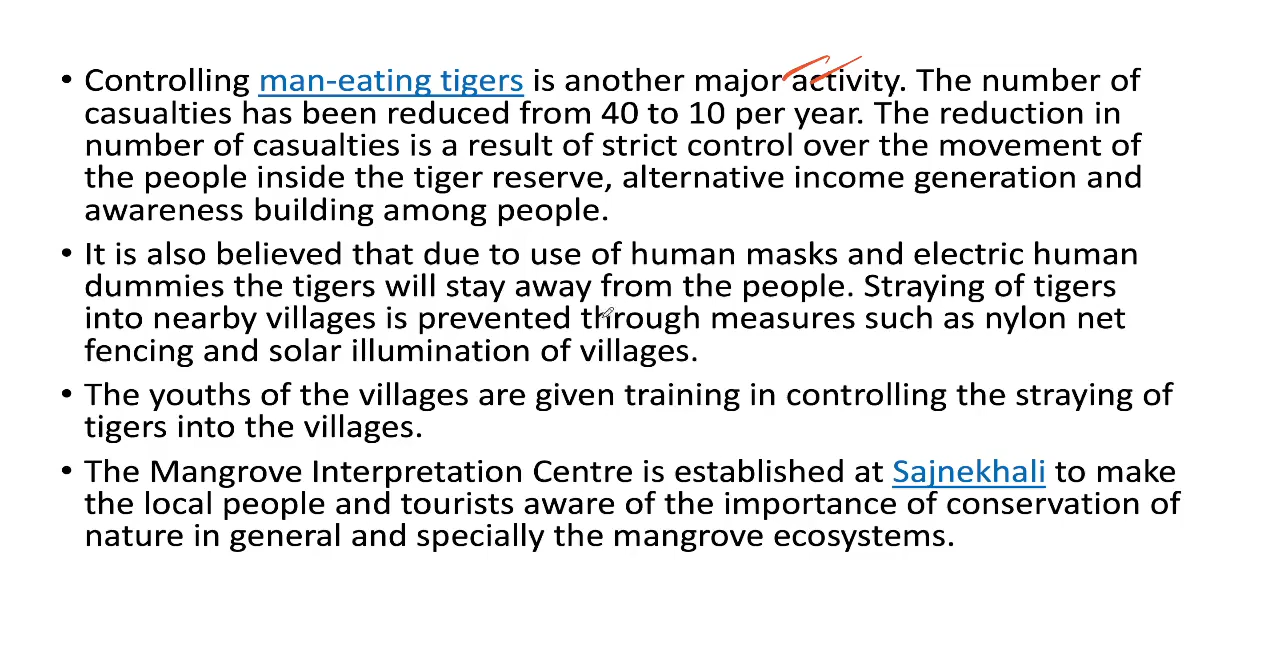 • Controlling man-eating tigers is another major activity. The number of
casualties has been reduced from 40 to 10 per year. The reduction in
number of casualties is a result of strict control over the movement of
the people inside the tiger reserve, alternative income generation and
awareness building among people.
• It is also believed that due to use of human masks and electric human
dummies the tigers will stay away from the people. Straying of tigers
into nearby villages is prevented through measures such as nylon net
fencing and solar illumination of villages.
• The youths of the villages are given training in controlling the straying of
tigers into the villages.
• The Mangrove Interpretation Centre is established at Sajnekhali to make
the local people and tourists aware of the importance of conservation of
nature in general and specially the mangrove ecosystems.